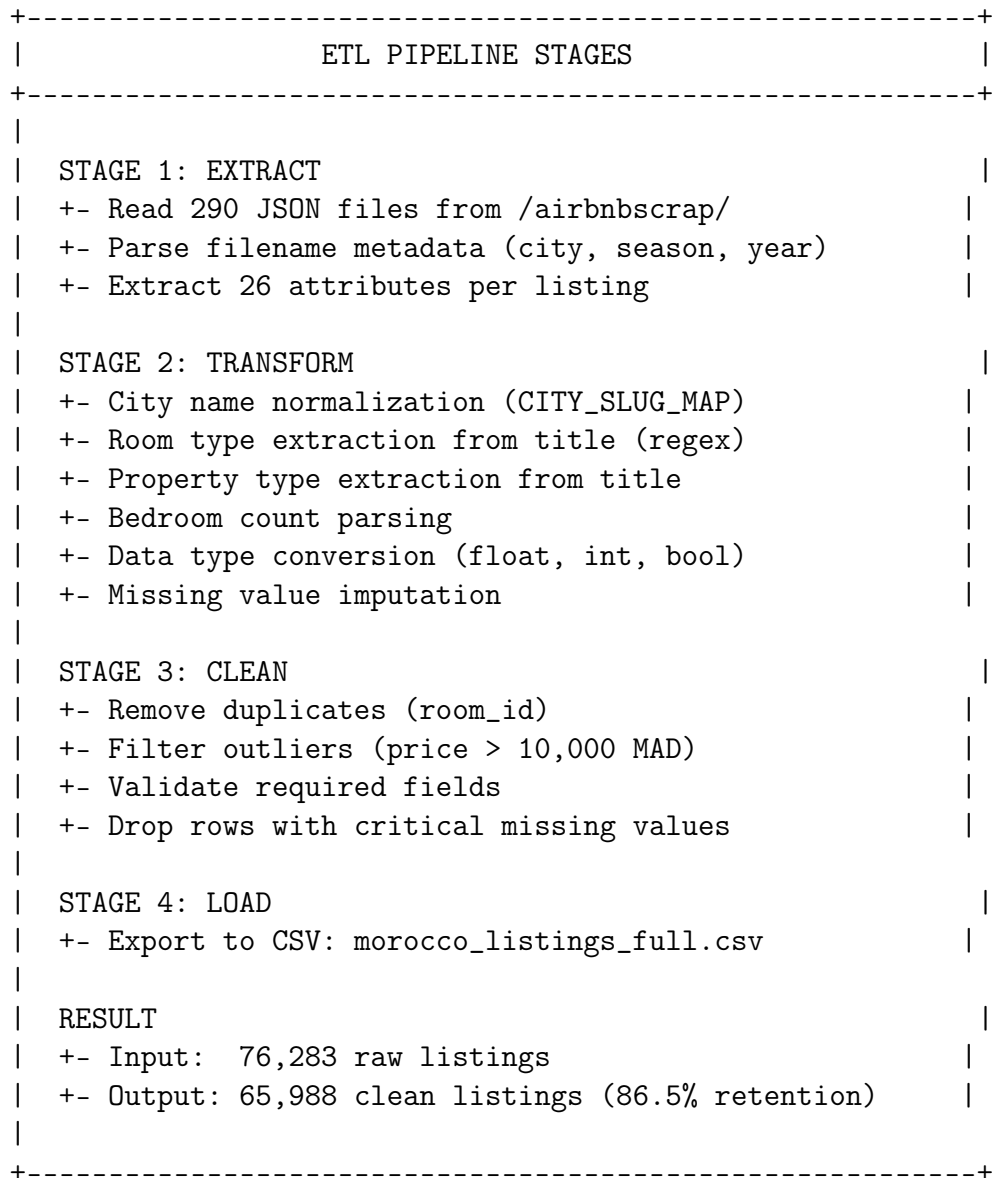 +----------------------------------------------------------+
|                  ETL PIPELINE STAGES                     |
+----------------------------------------------------------+
|
|  STAGE 1: EXTRACT                                        |
|  +- Read 290 JSON files from /airbnbscrap/              |
|  +- Parse filename metadata (city, season, year)        |
|  +- Extract 26 attributes per listing                   |
|
|  STAGE 2: TRANSFORM                                      |
|  +- City name normalization (CITY_SLUG_MAP)             |
|  +- Room type extraction from title (regex)             |
|  +- Property type extraction from title                 |
|  +- Bedroom count parsing                               |
|  +- Data type conversion (float, int, bool)             |
|  +- Missing value imputation                            |
|
|  STAGE 3: CLEAN                                          |
|  +- Remove duplicates (room_id)                         |
|  +- Filter outliers (price > 10,000 MAD)                |
|  +- Validate required fields                            |
|  +- Drop rows with critical missing values              |
|
|  STAGE 4: LOAD                                           |
|  +- Export to CSV: morocco_listings_full.csv            |
|
|  RESULT                                                  |
|  +- Input:  76,283 raw listings                         |
|  +- Output: 65,988 clean listings (86.5% retention)     |
|
+----------------------------------------------------------+